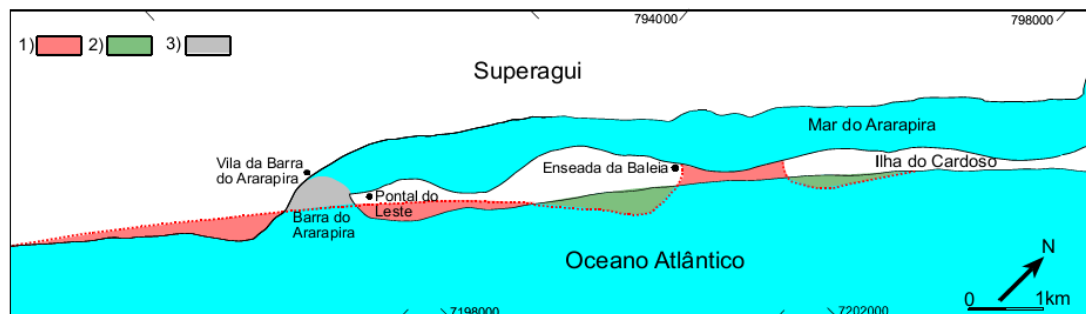 794000
798000
1) 2) 3)
Superagui
Mar do Ararapira
Vila da Barra
do Ararapira
Enseada da Baleia
Ilha do Cardoso
Pontal do
Leste
Barra do
Ararapira
Oceano Atlântico
N
0 1km
7198000
7202000